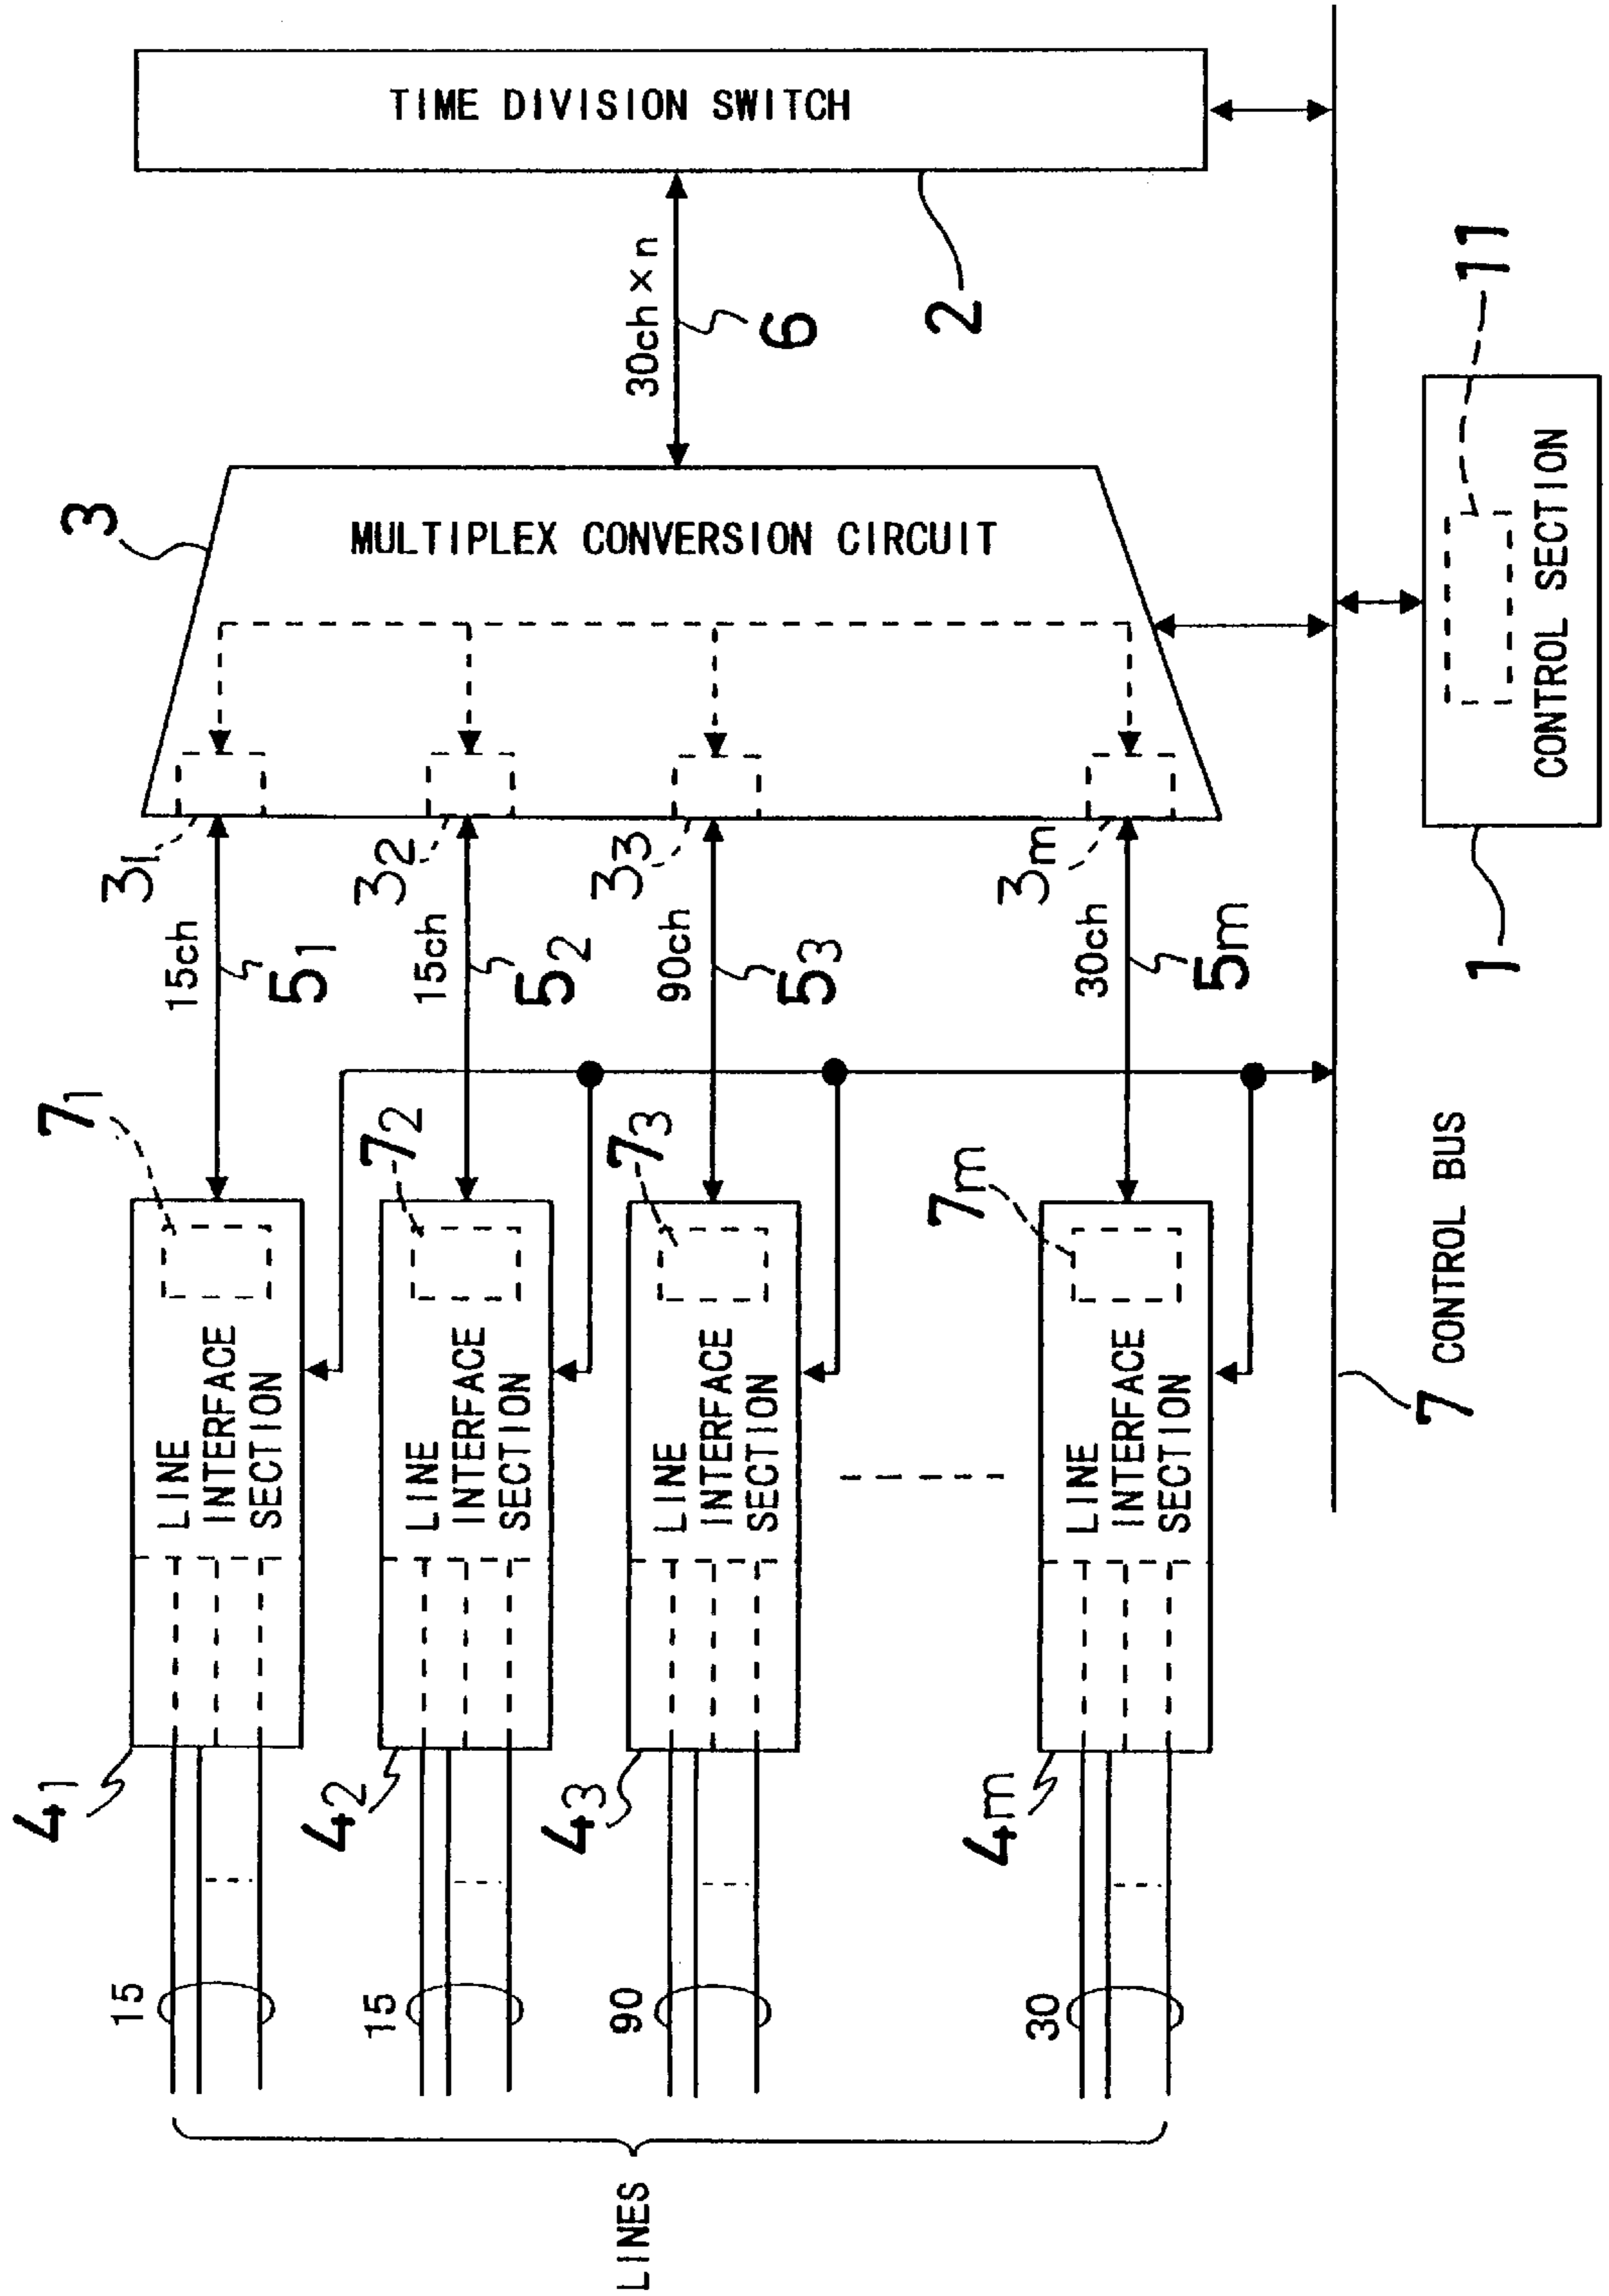 LINES
15
4₁
LINE
INTERFACE
SECTION
7₁
15ch
5₁
3₁
15
4₂
LINE
INTERFACE
SECTION
7₂
15ch
5₂
3₂
90
4₃
LINE
INTERFACE
SECTION
7₃
90ch
5₃
3₃
30
4m
LINE
INTERFACE
SECTION
7m
30ch
5m
3m
3
MULTIPLEX CONVERSION CIRCUIT
30ch×n
6
TIME DIVISION SWITCH
2
7
CONTROL BUS
1
CONTROL SECTION
11